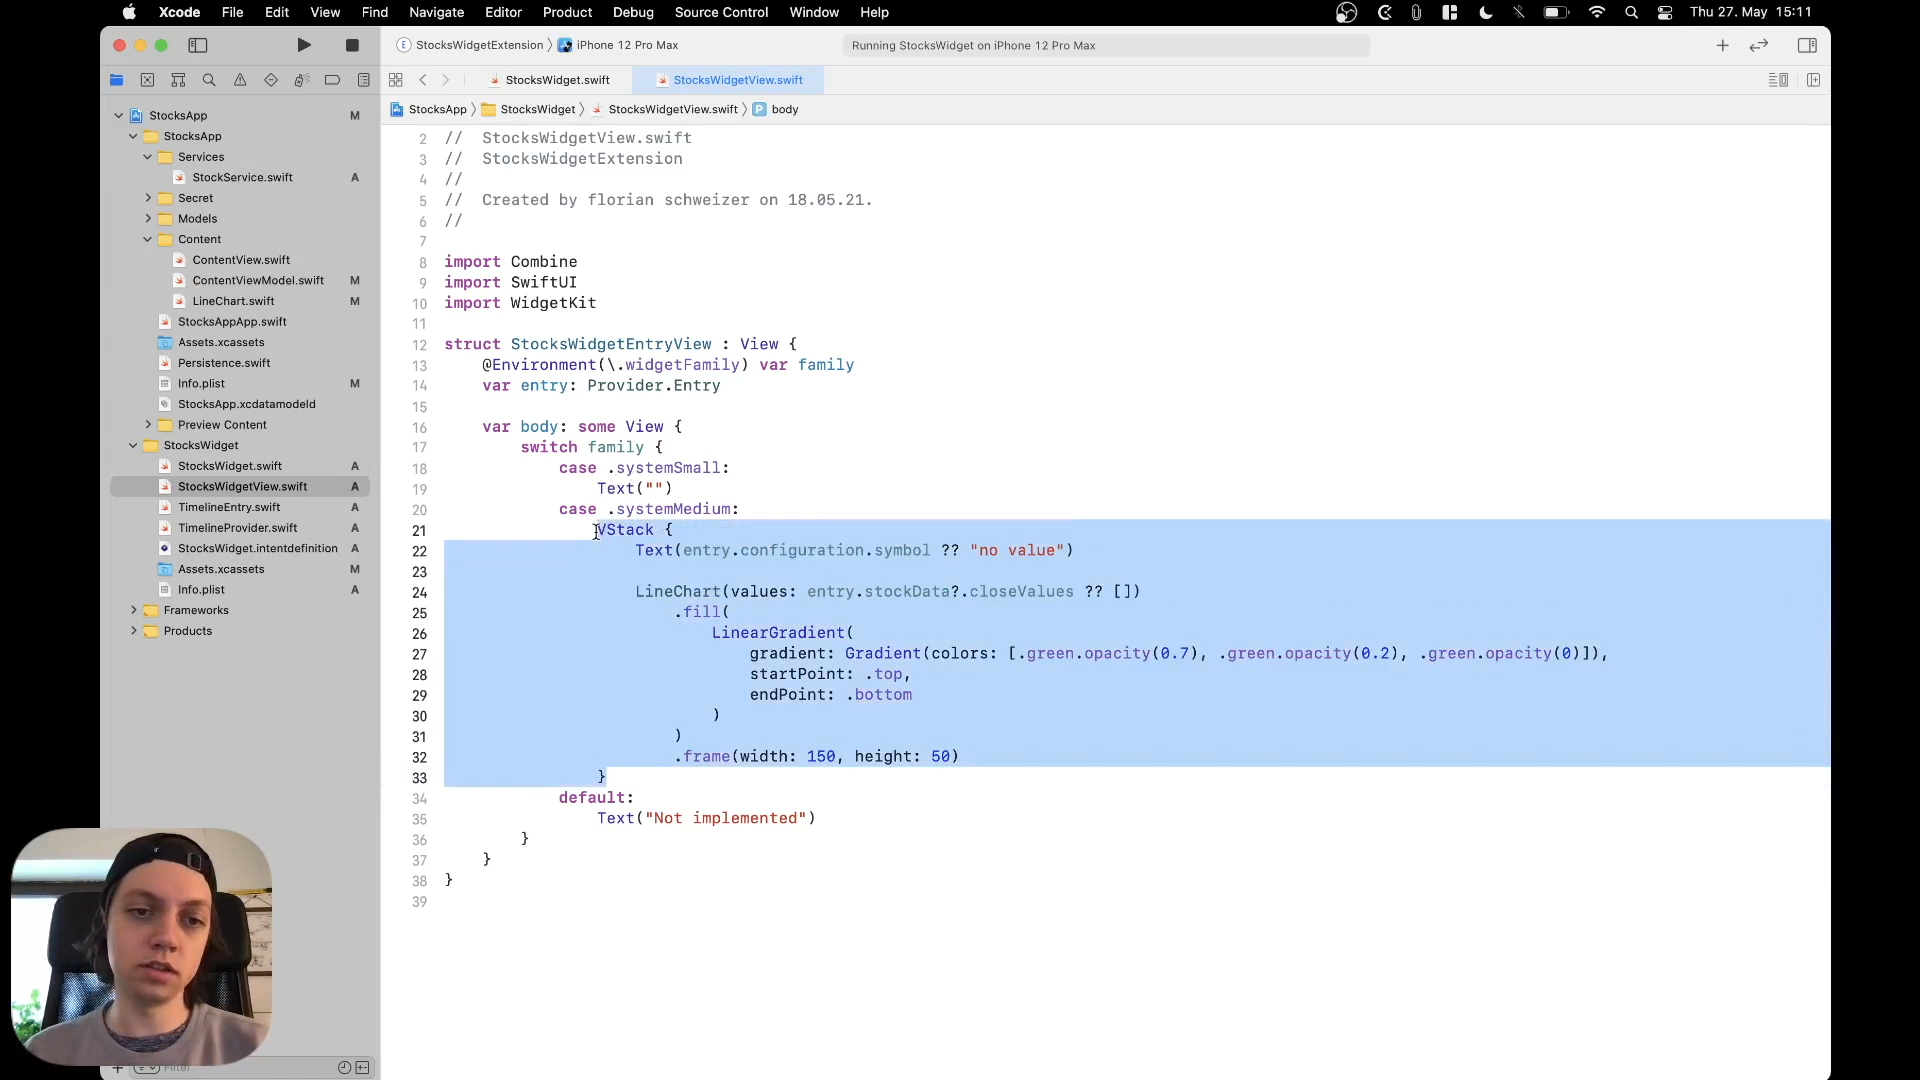 Xcode File Edit View Find Navigate Editor Product Debug Source Control Window Help Thu 27. May 15:11
StocksWidgetExtension iPhone 12 Pro Max Running StocksWidget on iPhone 12 Pro Max
StocksWidget.swift StocksWidgetView.swift
StocksApp StocksWidget StocksWidgetView.swift P body
StocksApp M
StocksApp
Services
StockService.swift A
Secret
Models
Content
ContentView.swift
ContentViewModel.swift M
LineChart.swift M
StocksAppApp.swift
Assets.xcassets
Persistence.swift
Info.plist M
StocksApp.xcdatamodeld
Preview Content
StocksWidget
StocksWidget.swift A
StocksWidgetView.swift A
TimelineEntry.swift A
TimelineProvider.swift A
StocksWidget.intentdefinition A
Assets.xcassets M
Info.plist A
Frameworks
Products
Filter
2 //  StocksWidgetView.swift
3 //  StocksWidgetExtension
4 //
5 //  Created by florian schweizer on 18.05.21.
6 //
7
8 import Combine
9 import SwiftUI
10 import WidgetKit
11
12 struct StocksWidgetEntryView : View {
13     @Environment(\.widgetFamily) var family
14     var entry: Provider.Entry
15
16     var body: some View {
17         switch family {
18             case .systemSmall:
19                 Text("")
20             case .systemMedium:
21                 VStack {
22                     Text(entry.configuration.symbol ?? "no value")
23
24                     LineChart(values: entry.stockData?.closeValues ?? [])
25                         .fill(
26                             LinearGradient(
27                                 gradient: Gradient(colors: [.green.opacity(0.7), .green.opacity(0.2), .green.opacity(0)]),
28                                 startPoint: .top,
29                                 endPoint: .bottom
30                             )
31                         )
32                         .frame(width: 150, height: 50)
33                 }
34             default:
35                 Text("Not implemented")
36         }
37     }
38 }
39